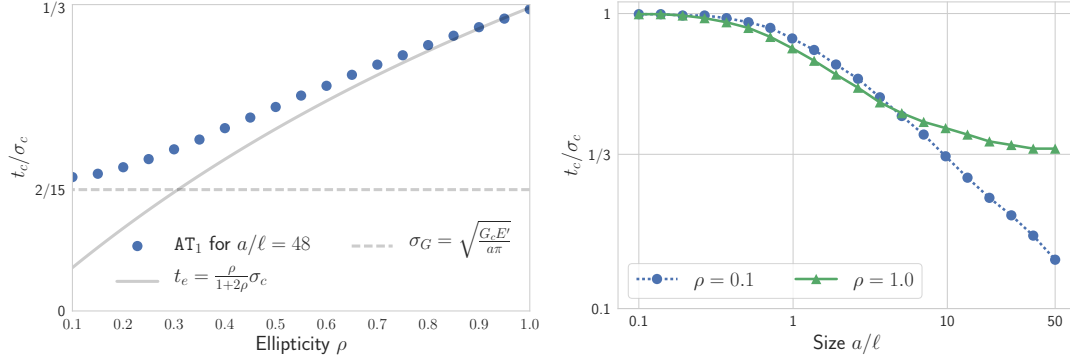 1/3
2/15
0
t_c/σ_c
AT₁ for a/ℓ = 48
σ_G = √(G_c E′/aπ)
t_e = ρ/(1+2ρ) σ_c
0.1 0.2 0.3 0.4 0.5 0.6 0.7 0.8 0.9 1.0
Ellipticity ρ
1
1/3
0.1
t_c/σ_c
ρ = 0.1 ρ = 1.0
0.1 1 10 50
Size a/ℓ